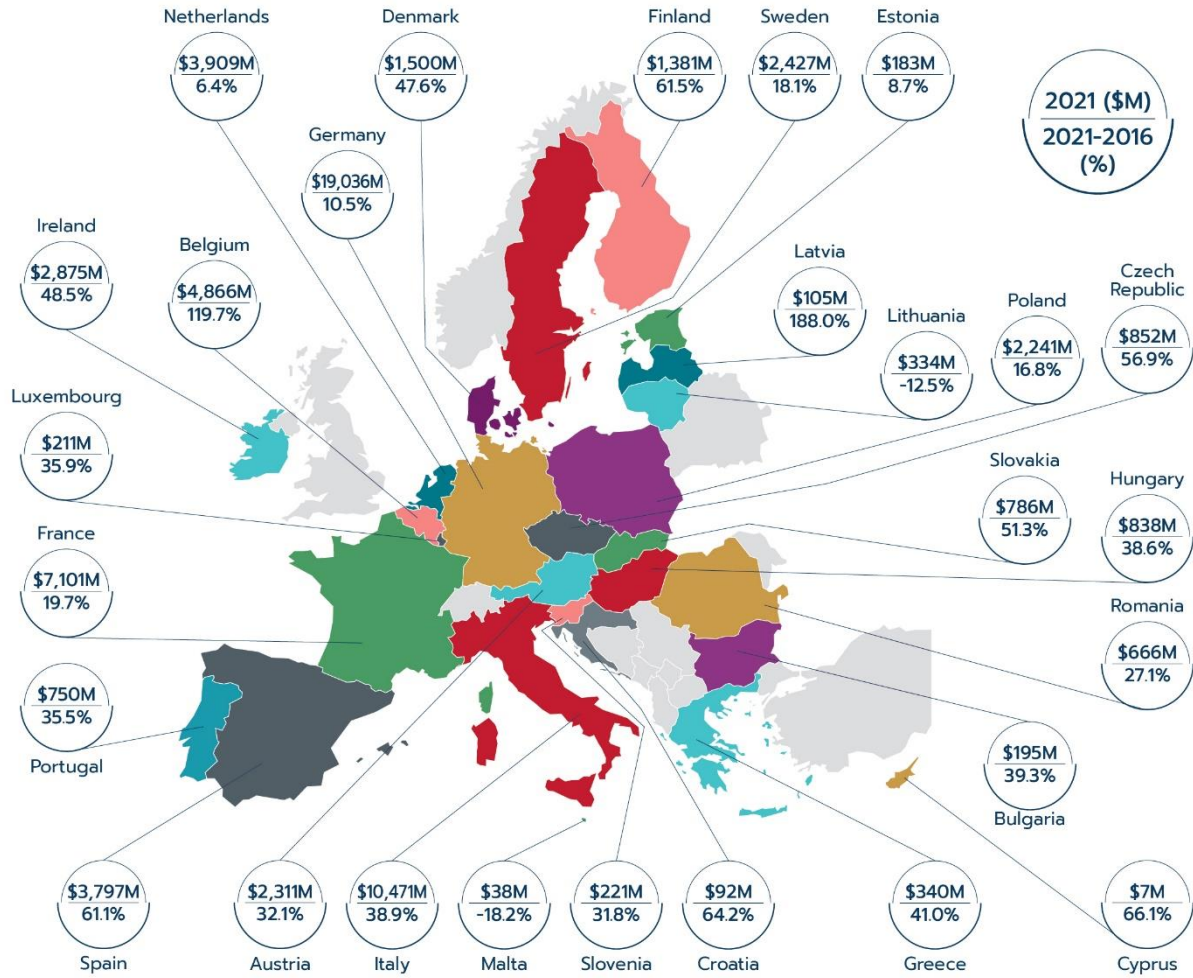 Netherlands
$3,909M
6.4%
Denmark
$1,500M
47.6%
Finland
$1,381M
61.5%
Sweden
$2,427M
18.1%
Estonia
$183M
8.7%
2021 ($M)
2021-2016
(%)
Germany
$19,036M
10.5%
Ireland
$2,875M
48.5%
Belgium
$4,866M
119.7%
Latvia
$105M
188.0%
Lithuania
$334M
-12.5%
Poland
$2,241M
16.8%
Czech
Republic
$852M
56.9%
Luxembourg
$211M
35.9%
Slovakia
$786M
51.3%
Hungary
$838M
38.6%
France
$7,101M
19.7%
Romania
$666M
27.1%
$750M
35.5%
Portugal
$195M
39.3%
Bulgaria
$3,797M
61.1%
Spain
$2,311M
32.1%
Austria
$10,471M
38.9%
Italy
$38M
-18.2%
Malta
$221M
31.8%
Slovenia
$92M
64.2%
Croatia
$340M
41.0%
Greece
$7M
66.1%
Cyprus